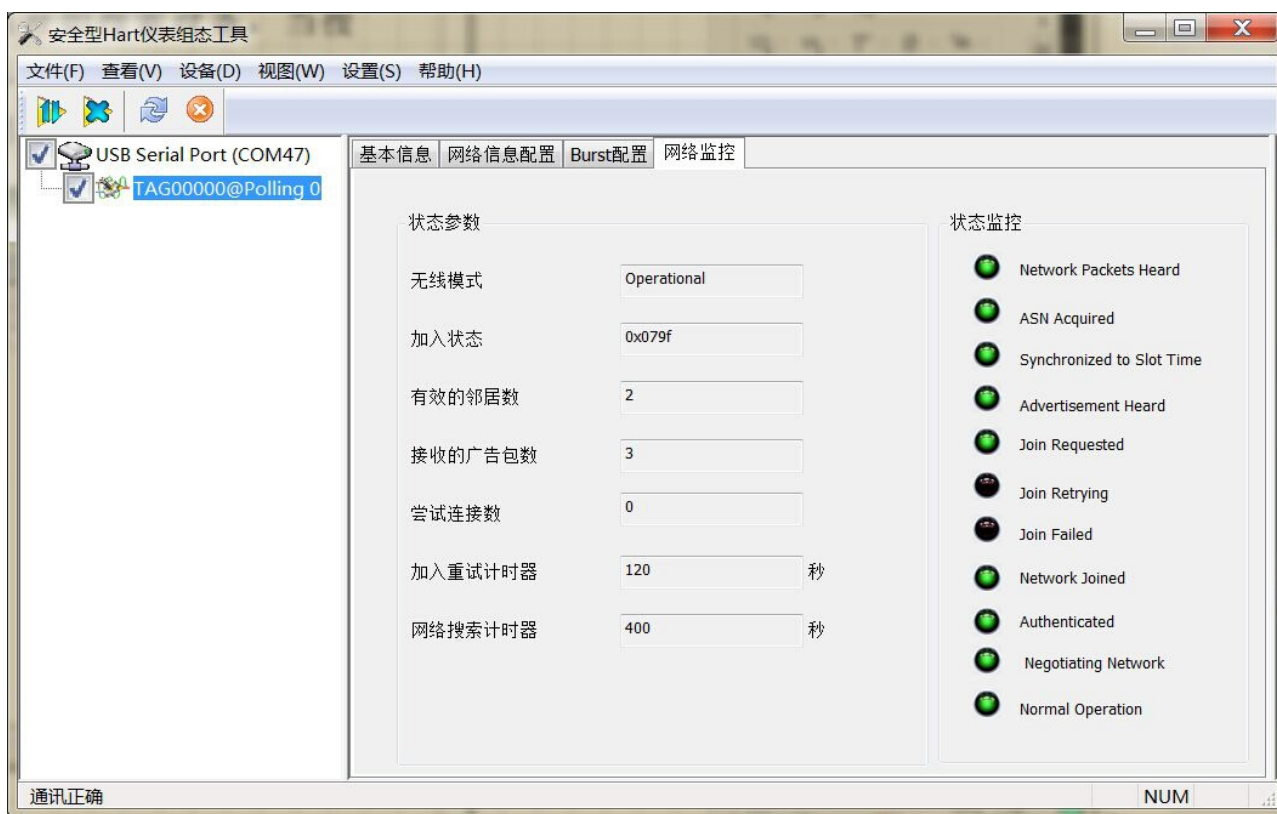 安全型Hart仪表组态工具
文件(F) 查看(V) 设备(D) 视图(W) 设置(S) 帮助(H)
USB Serial Port (COM47)
TAG00000@Polling 0
基本信息 网络信息配置 Burst配置 网络监控
状态参数
无线模式 Operational
加入状态 0x079f
有效的邻居数 2
接收的广告包数 3
尝试连接数 0
加入重试计时器 120 秒
网络搜索计时器 400 秒
状态监控
Network Packets Heard
ASN Acquired
Synchronized to Slot Time
Advertisement Heard
Join Requested
Join Retrying
Join Failed
Network Joined
Authenticated
Negotiating Network
Normal Operation
通讯正确 NUM